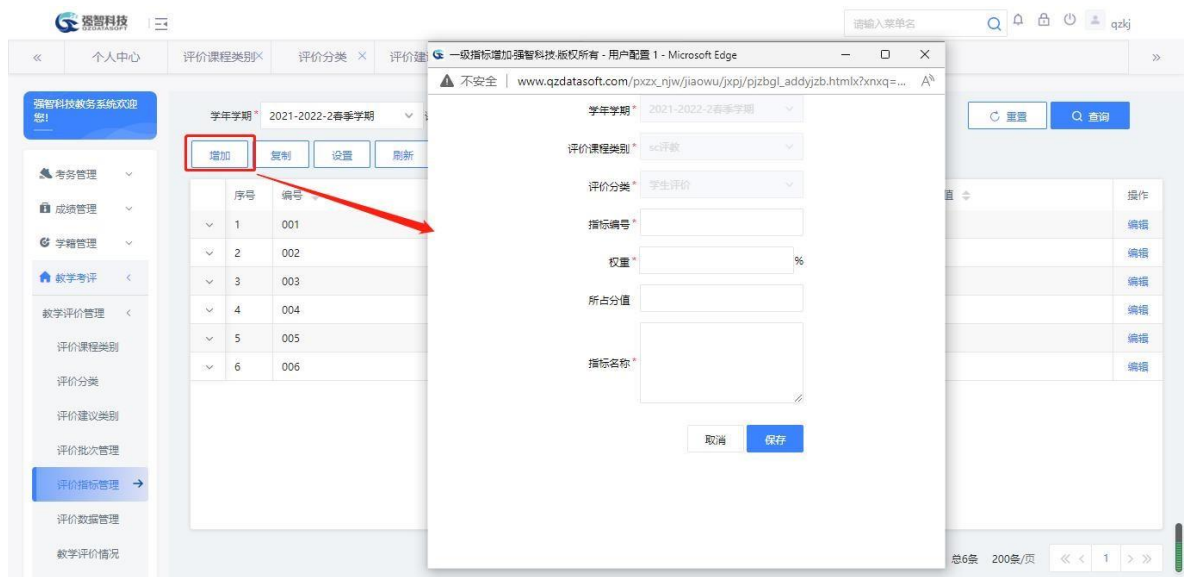 强智科技
QZDATASOFT
请输入菜单名
qzkj
个人中心
评价课程类别×
评价分类 ×
评价建
强智科技教务系统欢迎您!
考务管理
成绩管理
学籍管理
教学考评
教学评价管理
评价课程类别
评价分类
评价建议类别
评价批次管理
评价指标管理
评价数据管理
教学评价情况
学年学期* 2021-2022-2春季学期
重置
查询
增加 复制 设置 刷新
序号 编号 值 操作
1 001 编辑
2 002 编辑
3 003 编辑
4 004 编辑
5 005 编辑
6 006 编辑
总6条 200条/页 1
一级指标增加-强智科技-版权所有 - 用户配置 1 - Microsoft Edge
不安全 | www.qzdatasoft.com/pxzx_njw/jiaowu/jxpj/pjzbgl_addyjzb.htmlx?xnxq=...
学年学期* 2021-2022-2春季学期
评价课程类别* sc评教
评价分类* 学生评价
指标编号*
权重* %
所占分值
指标名称*
取消 保存